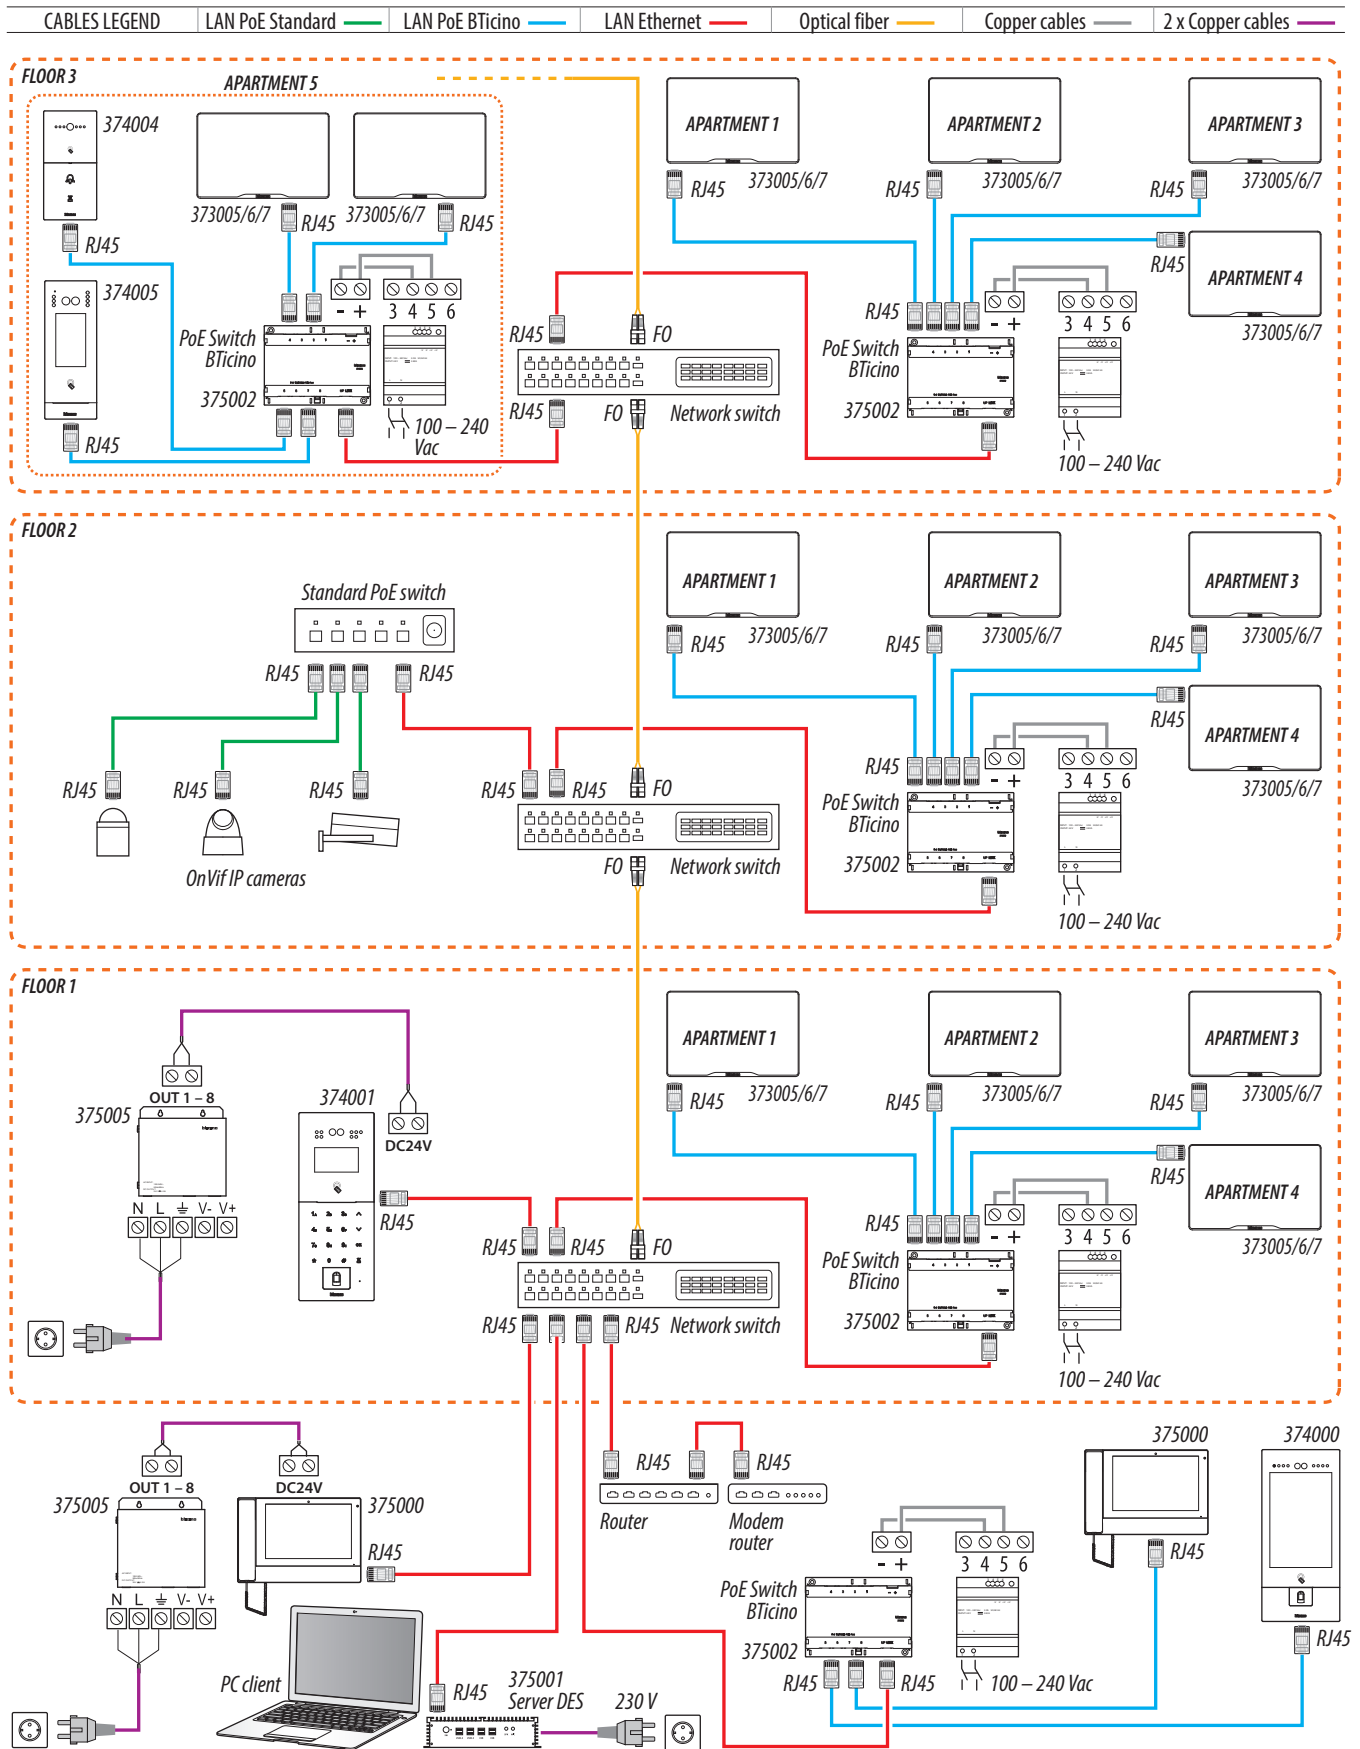 CABLES LEGEND LAN PoE Standard LAN PoE BTicino LAN Ethernet Optical fiber Copper cables 2 x Copper cables
FLOOR 3
APARTMENT 5
374004
RJ45
374005
RJ45
373005/6/7 RJ45 373005/6/7 RJ45
- + 3 4 5 6
PoE Switch
BTicino
375002
100 – 240
Vac
RJ45 FO
RJ45 FO Network switch
APARTMENT 1 APARTMENT 2 APARTMENT 3
RJ45 373005/6/7 RJ45 373005/6/7 RJ45 373005/6/7
RJ45 APARTMENT 4
373005/6/7
RJ45 - + 3 4 5 6
PoE Switch
BTicino
375002
100 – 240 Vac
FLOOR 2
Standard PoE switch
RJ45 RJ45
RJ45 RJ45 RJ45
OnVif IP cameras
RJ45 RJ45 FO
FO Network switch
APARTMENT 1 APARTMENT 2 APARTMENT 3
RJ45 373005/6/7 RJ45 373005/6/7 RJ45 373005/6/7
RJ45 APARTMENT 4
373005/6/7
RJ45 - + 3 4 5 6
PoE Switch
BTicino
375002
100 – 240 Vac
FLOOR 1
OUT 1 – 8
375005
N L V- V+
374001
DC24V
RJ45
RJ45 RJ45 FO
RJ45 RJ45 Network switch
APARTMENT 1 APARTMENT 2 APARTMENT 3
RJ45 373005/6/7 RJ45 373005/6/7 RJ45 373005/6/7
RJ45 APARTMENT 4
373005/6/7
RJ45 - + 3 4 5 6
PoE Switch
BTicino
375002
100 – 240 Vac
OUT 1 – 8 DC24V
375005 375000
N L V- V+
RJ45
RJ45 RJ45
Router Modem
router
PC client
RJ45
375001
Server DES
230 V
- + 3 4 5 6
PoE Switch
BTicino
375002
RJ45 RJ45 100 – 240 Vac
375000 374000
RJ45
RJ45